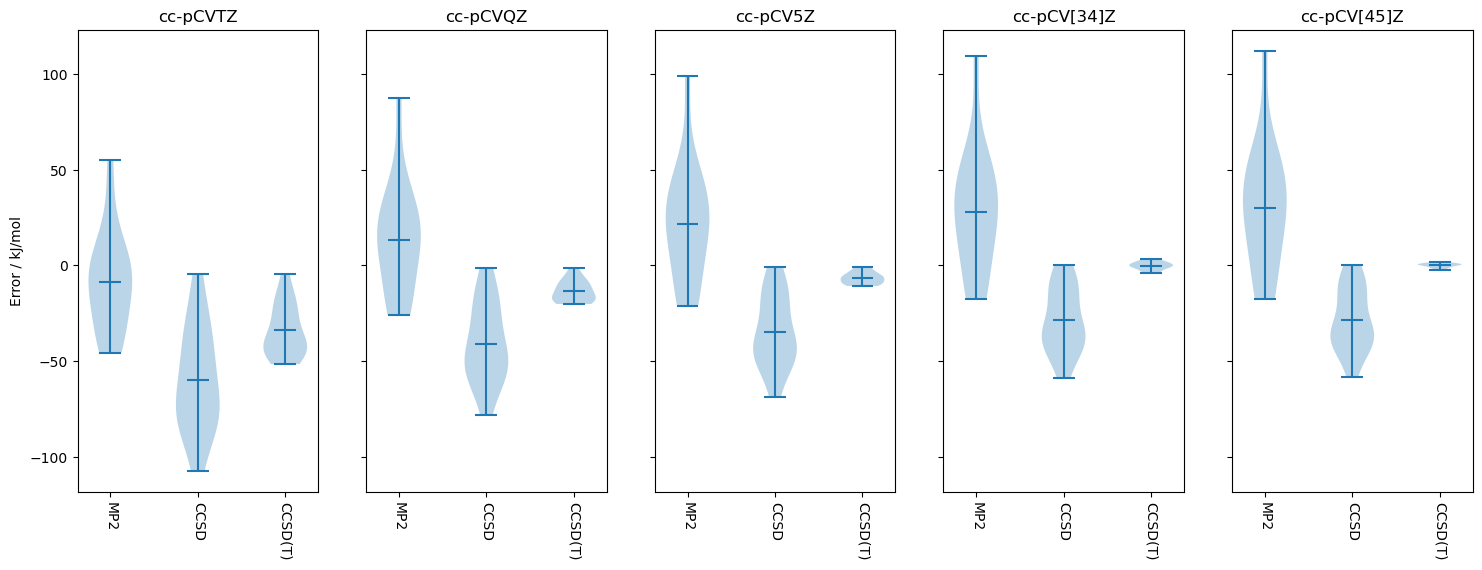 cc-pCVTZ
cc-pCVQZ
cc-pCV5Z
cc-pCV[34]Z
cc-pCV[45]Z
Error / kJ/mol
100
50
0
−50
−100
MP2
CCSD
CCSD(T)
MP2
CCSD
CCSD(T)
MP2
CCSD
CCSD(T)
MP2
CCSD
CCSD(T)
MP2
CCSD
CCSD(T)